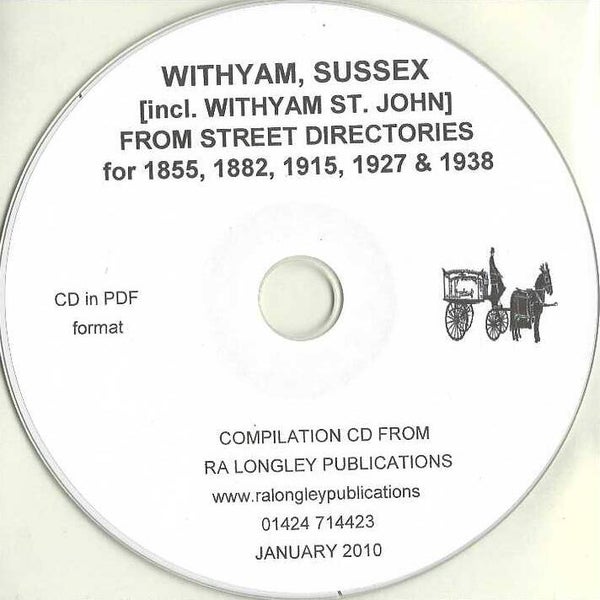 WITHYAM, SUSSEX
[incl. WITHYAM ST. JOHN]
FROM STREET DIRECTORIES
for 1855, 1882, 1915, 1927 & 1938
CD in PDF
format
COMPILATION CD FROM
RA LONGLEY PUBLICATIONS
www.ralongleypublications
01424 714423
JANUARY 2010